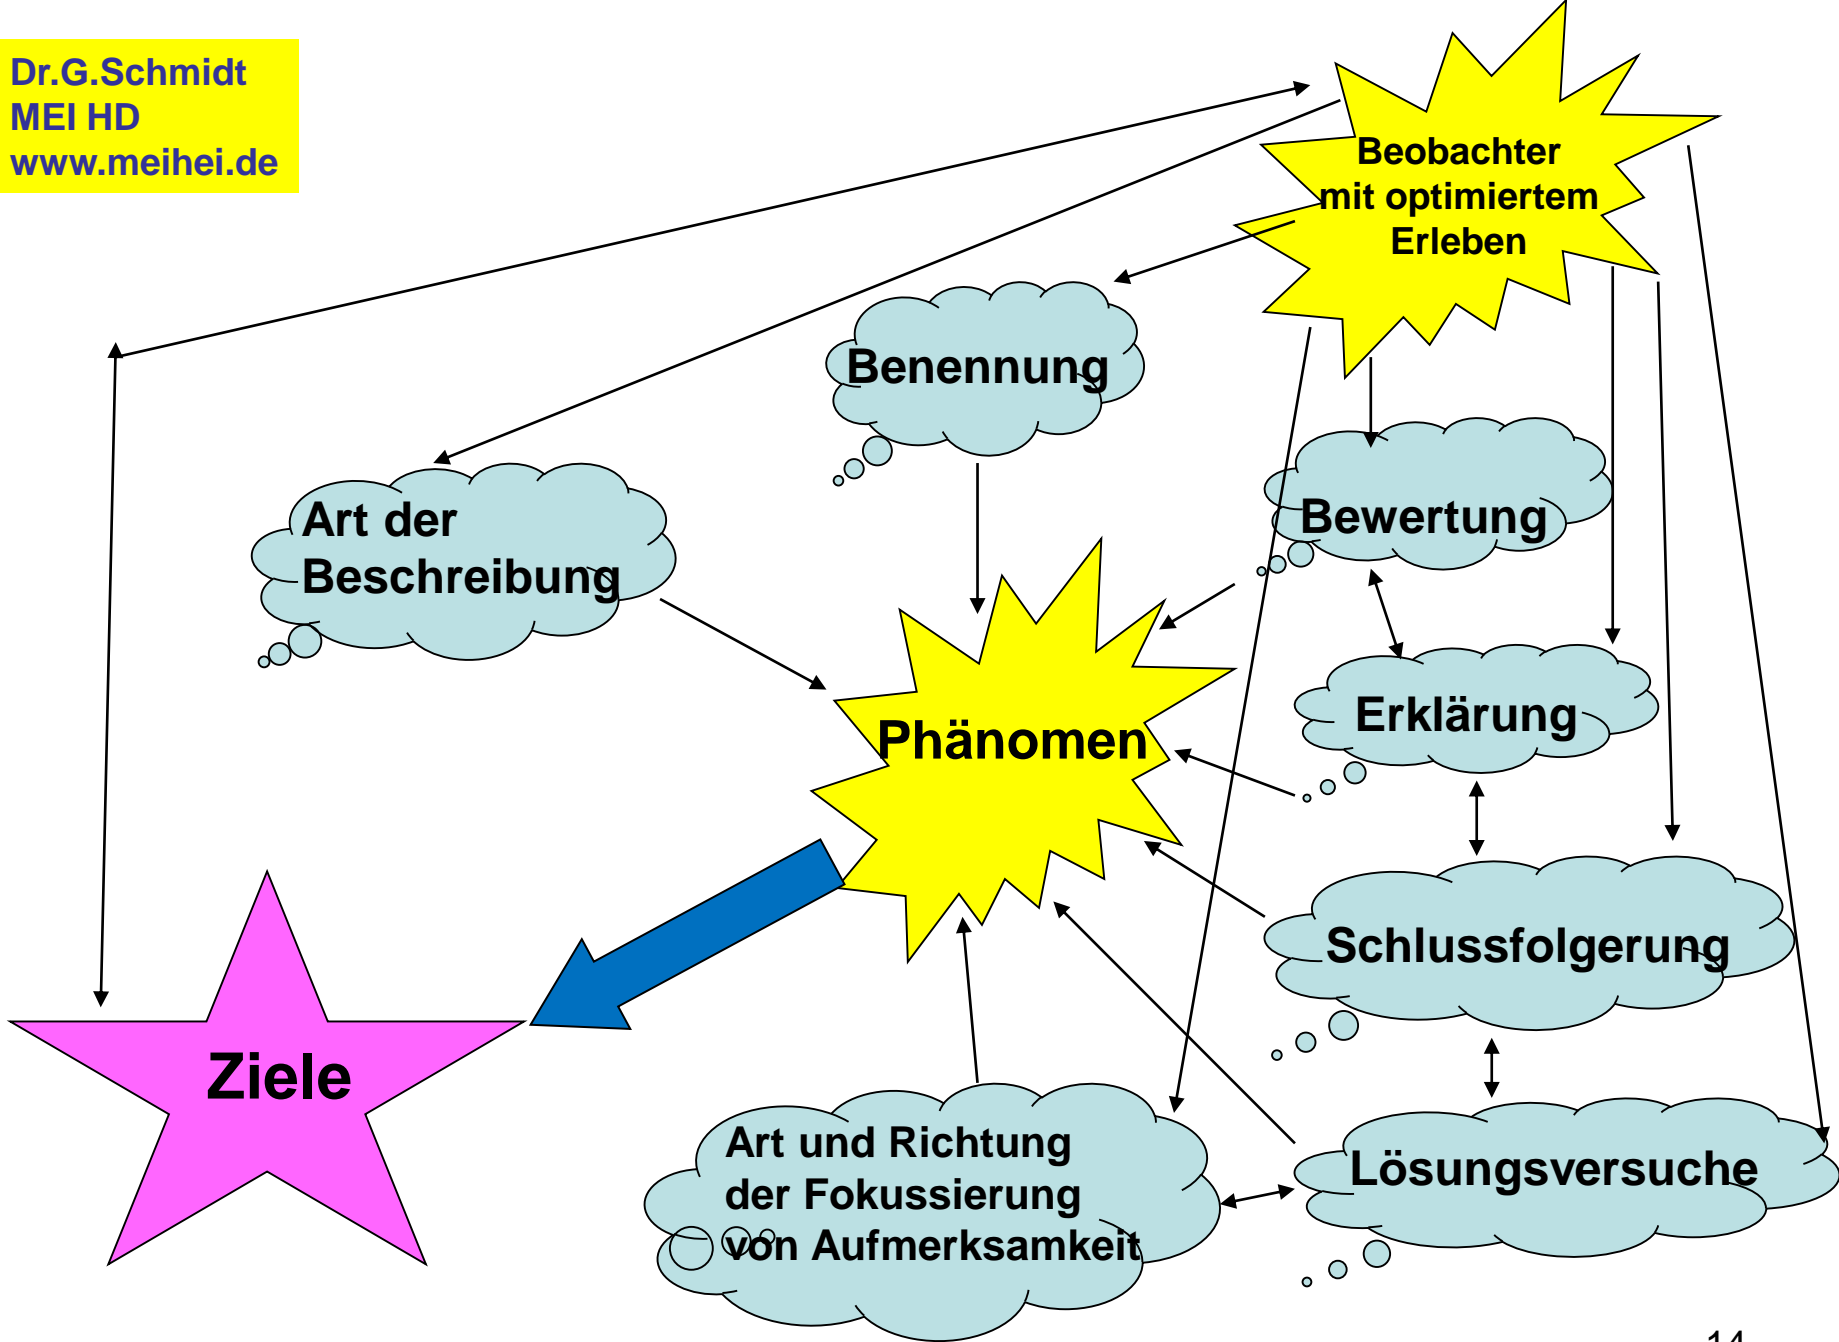 Dr.G.Schmidt
MEI HD
www.meihei.de
Beobachter
mit optimiertem
Erleben
Benennung
Art der
Beschreibung
Bewertung
Phänomen
Erklärung
Schlussfolgerung
Ziele
Art und Richtung
der Fokussierung
von Aufmerksamkeit
Lösungsversuche
14